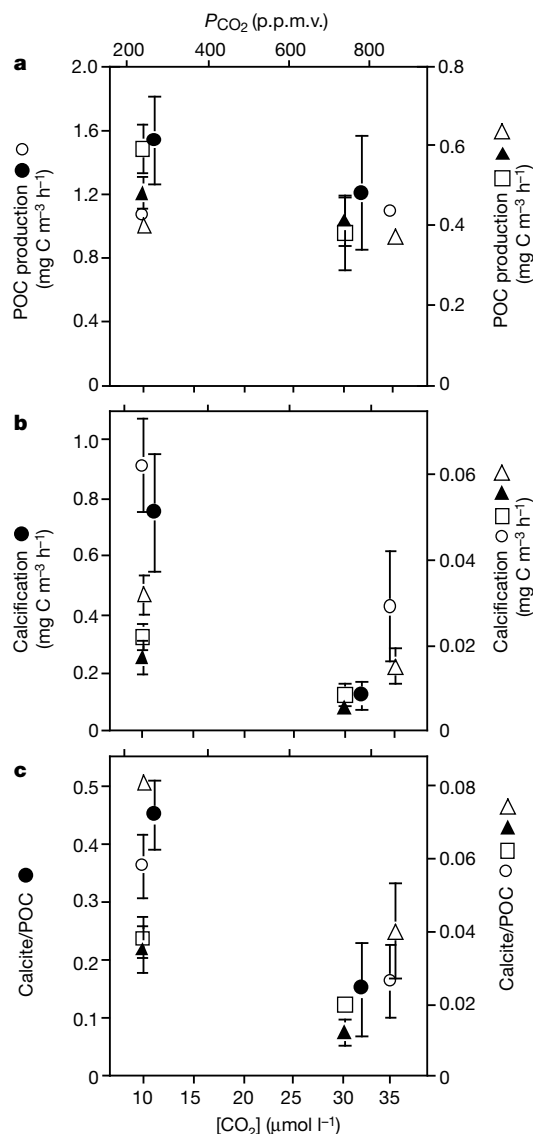 P_CO2 (p.p.m.v.)
200 400 600 800
a
2.0
1.6
1.2
0.8
0.4
0
0.8
0.6
0.4
0.2
0
POC production
(mg C m⁻³ h⁻¹)
POC production
(mg C m⁻³ h⁻¹)
b
1.0
0.8
0.6
0.4
0.2
0
0.06
0.04
0.02
0
Calcification
(mg C m⁻³ h⁻¹)
Calcification
(mg C m⁻³ h⁻¹)
c
0.5
0.4
0.3
0.2
0.1
0
0.08
0.06
0.04
0.02
0
Calcite/POC
Calcite/POC
10 15 20 25 30 35
[CO₂] (µmol l⁻¹)